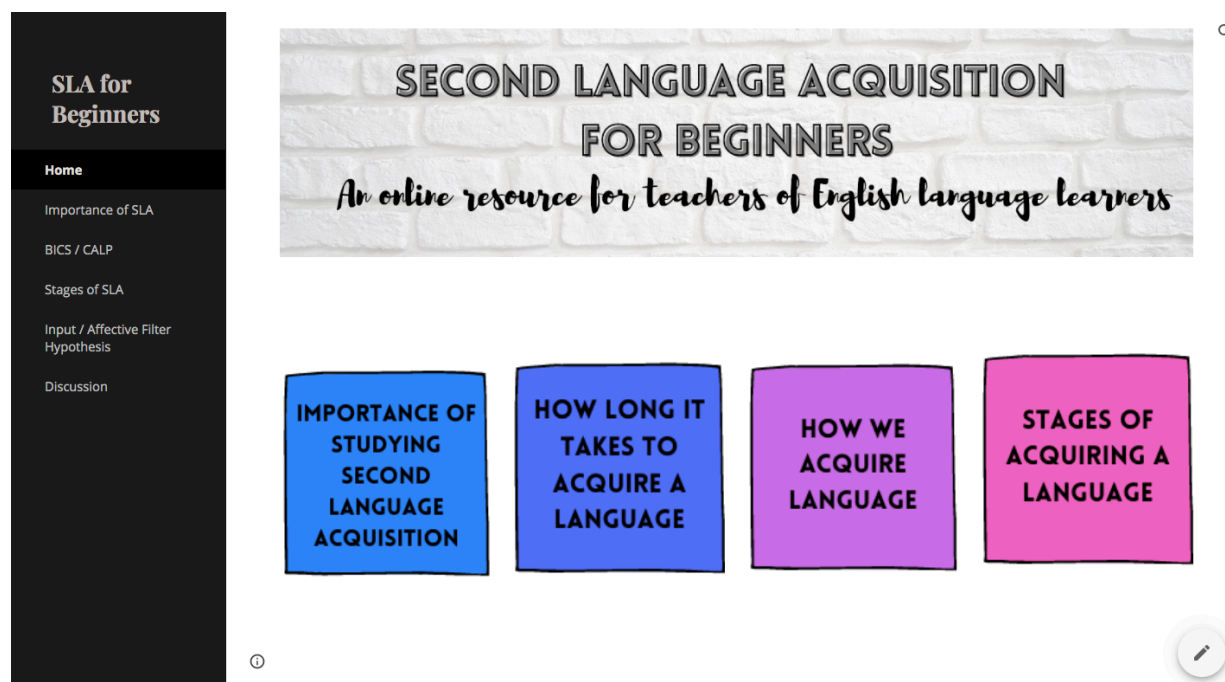 SLA for
Beginners
Home
Importance of SLA
BICS / CALP
Stages of SLA
Input / Affective Filter
Hypothesis
Discussion
SECOND LANGUAGE ACQUISITION
FOR BEGINNERS
An online resource for teachers of English language learners
IMPORTANCE OF
STUDYING
SECOND
LANGUAGE
ACQUISITION
HOW LONG IT
TAKES TO
ACQUIRE A
LANGUAGE
HOW WE
ACQUIRE
LANGUAGE
STAGES OF
ACQUIRING A
LANGUAGE